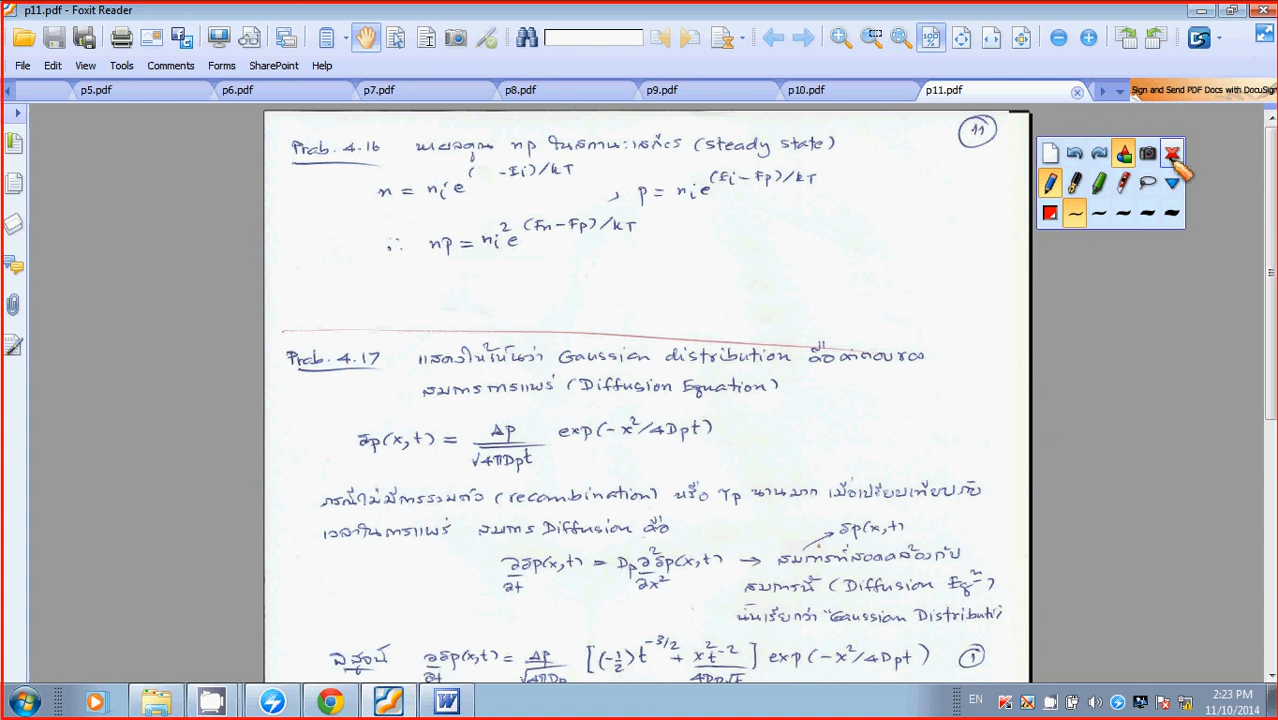 p11.pdf - Foxit Reader
File Edit View Tools Comments Forms SharePoint Help
p5.pdf p6.pdf p7.pdf p8.pdf p9.pdf p10.pdf p11.pdf Sign and Send PDF Docs with DocuSign
11
Prob. 4.16 หาผลคูณ np ในสถานะเสถียร (steady state)
n = nᵢe^( -Eᵢ)/kT , p = nᵢe^(Eᵢ-Fp)/kT
∴ np = nᵢ²e^(Fn-Fp)/kT
Prob. 4.17 แสดงให้เห็นว่า Gaussian distribution คือคำตอบของ
สมการการแพร่ (Diffusion Equation)
δp(x,t) = Δp/√4πDpt exp(-x²/4Dpt)
กรณีไม่มีการรวมตัว (recombination) หรือ τp นานมาก เมื่อเปรียบเทียบกับ
เวลาในการแพร่ สมการ Diffusion คือ
δp(x,t)
∂δp(x,t)/∂t = Dp ∂²δp(x,t)/∂x² → สมการที่สอดคล้องกับ
สมการนี้ (Diffusion Eqⁿ)
นั้นเรียกว่า "Gaussian Distributi
พิสูจน์ ∂δp(x,t)/∂t = Δp/√4πDp [(-1/2)t^-3/2 + x²t^-2/4Dp√t] exp(-x²/4Dpt) ①
EN
2:23 PM
11/10/2014